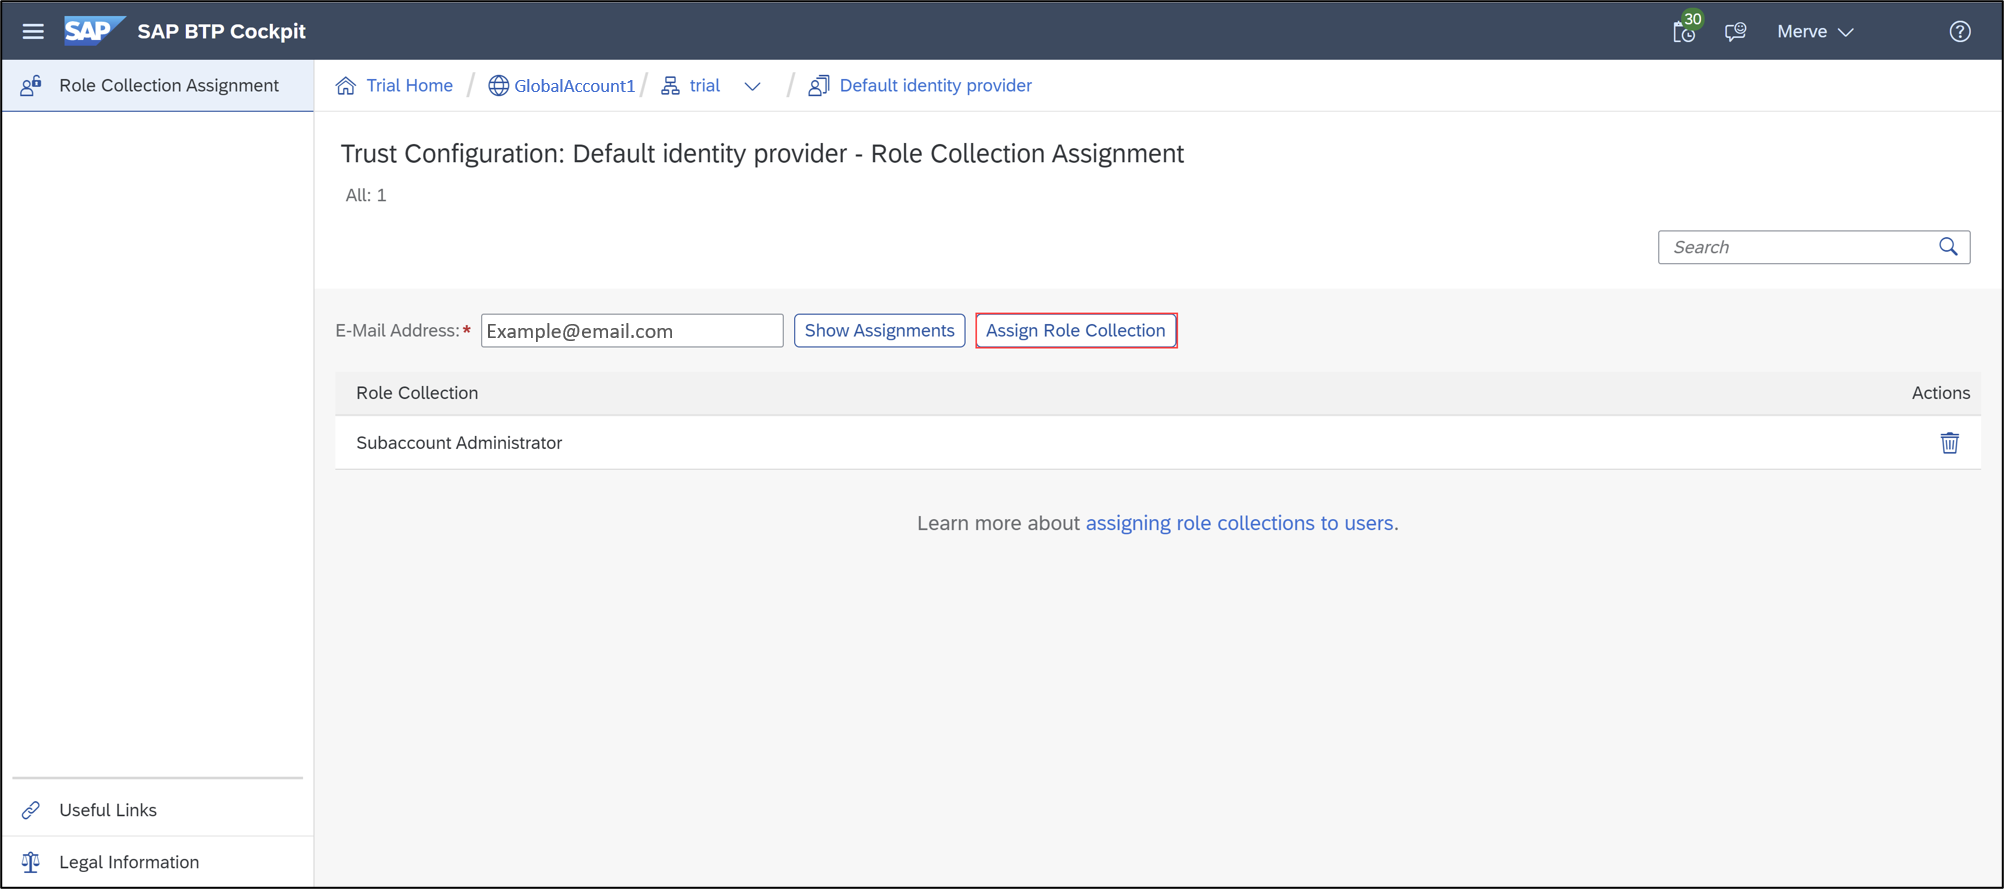 SAP SAP BTP Cockpit 30 Merve
Role Collection Assignment
Trial Home / GlobalAccount1 / trial / Default identity provider
Trust Configuration: Default identity provider - Role Collection Assignment
All: 1
Search
E-Mail Address:* Example@email.com Show Assignments Assign Role Collection
Role Collection Actions
Subaccount Administrator
Learn more about assigning role collections to users.
Useful Links
Legal Information